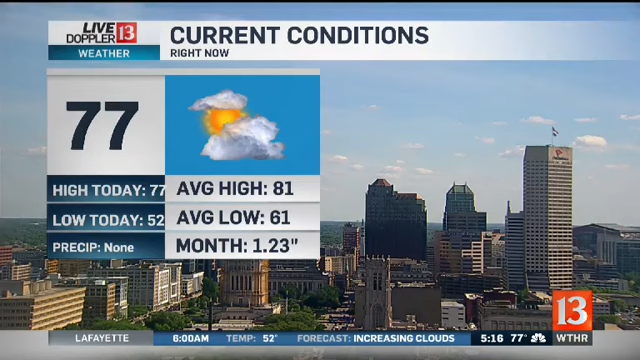 LIVE
DOPPLER 13
WEATHER
CURRENT CONDITIONS
RIGHT NOW
77
HIGH TODAY: 77
AVG HIGH: 81
LOW TODAY: 52
AVG LOW: 61
PRECIP: None
MONTH: 1.23"
13
LAFAYETTE
6:00AM TEMP: 52° FORECAST: INCREASING CLOUDS
5:16 77° WTHR